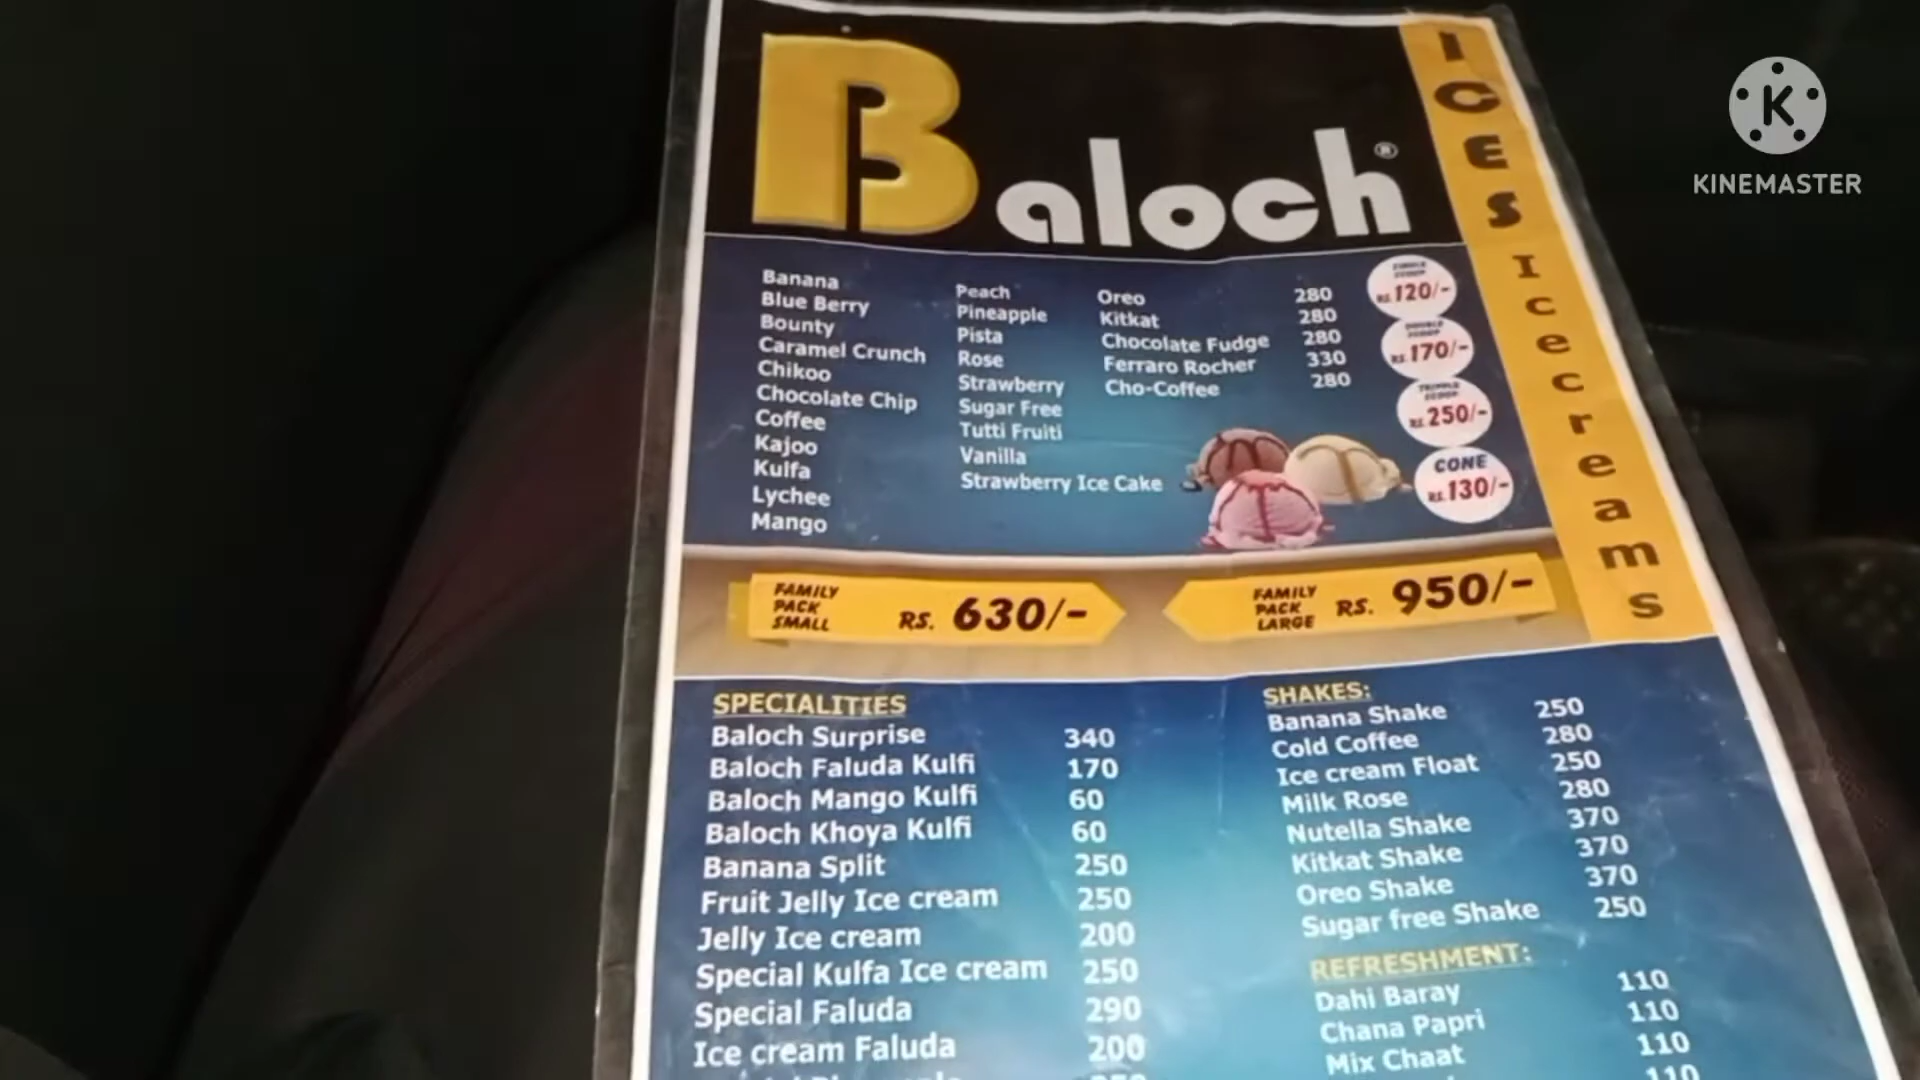 Baloch®
ICES Icecreams
Banana
Blue Berry
Bounty
Caramel Crunch
Chikoo
Chocolate Chip
Coffee
Kajoo
Kulfa
Lychee
Mango
Peach
Pineapple
Pista
Rose
Strawberry
Sugar Free
Tutti Fruiti
Vanilla
Strawberry Ice Cake
Oreo 280
Kitkat 280
Chocolate Fudge 280
Ferraro Rocher 330
Cho-Coffee 280
SINGLE
SCOOP
RS.120/-
DOUBLE
SCOOP
RS.170/-
SCOOP
RS.250/-
CONE
RS.130/-
FAMILY
PACK
SMALL
RS. 630/-
FAMILY
PACK
LARGE
RS. 950/-
SPECIALITIES
Baloch Surprise 340
Baloch Faluda Kulfi 170
Baloch Mango Kulfi 60
Baloch Khoya Kulfi 60
Banana Split 250
Fruit Jelly Ice cream 250
Jelly Ice cream 200
Special Kulfa Ice cream 250
Special Faluda 290
Ice cream Faluda 200
SHAKES:
Banana Shake 250
Cold Coffee 280
Ice cream Float 250
Milk Rose 280
Nutella Shake 370
Kitkat Shake 370
Oreo Shake 370
Sugar free Shake 250
REFRESHMENT:
Dahi Baray 110
Chana Papri 110
Mix Chaat 110
110
K
KINEMASTER